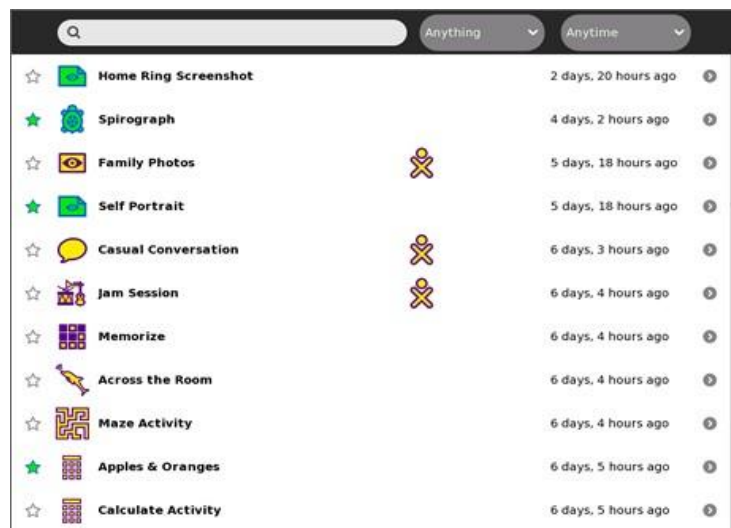 Anything Anytime
Home Ring Screenshot 2 days, 20 hours ago
Spirograph 4 days, 2 hours ago
Family Photos 5 days, 18 hours ago
Self Portrait 5 days, 18 hours ago
Casual Conversation 6 days, 3 hours ago
Jam Session 6 days, 4 hours ago
Memorize 6 days, 4 hours ago
Across the Room 6 days, 4 hours ago
Maze Activity 6 days, 4 hours ago
Apples & Oranges 6 days, 5 hours ago
Calculate Activity 6 days, 5 hours ago